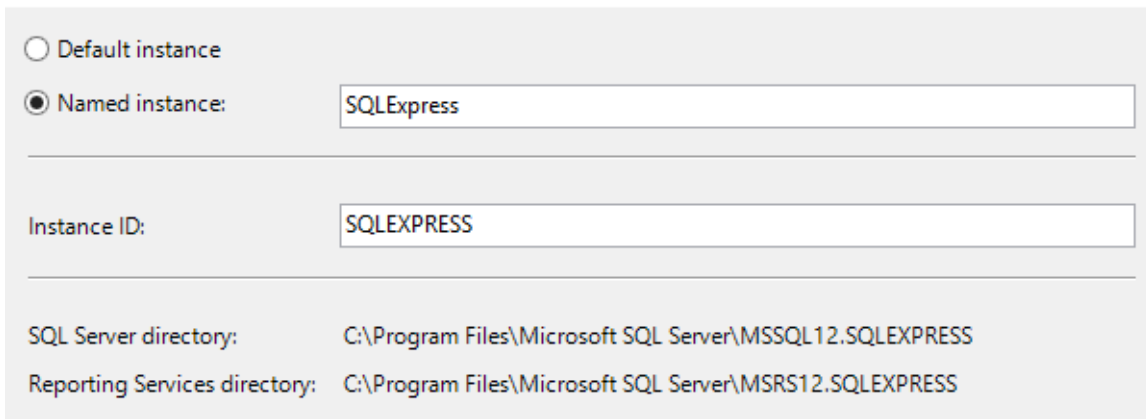 Default instance
Named instance: SQLExpress
Instance ID: SQLEXPRESS
SQL Server directory: C:\Program Files\Microsoft SQL Server\MSSQL12.SQLEXPRESS
Reporting Services directory: C:\Program Files\Microsoft SQL Server\MSRS12.SQLEXPRESS